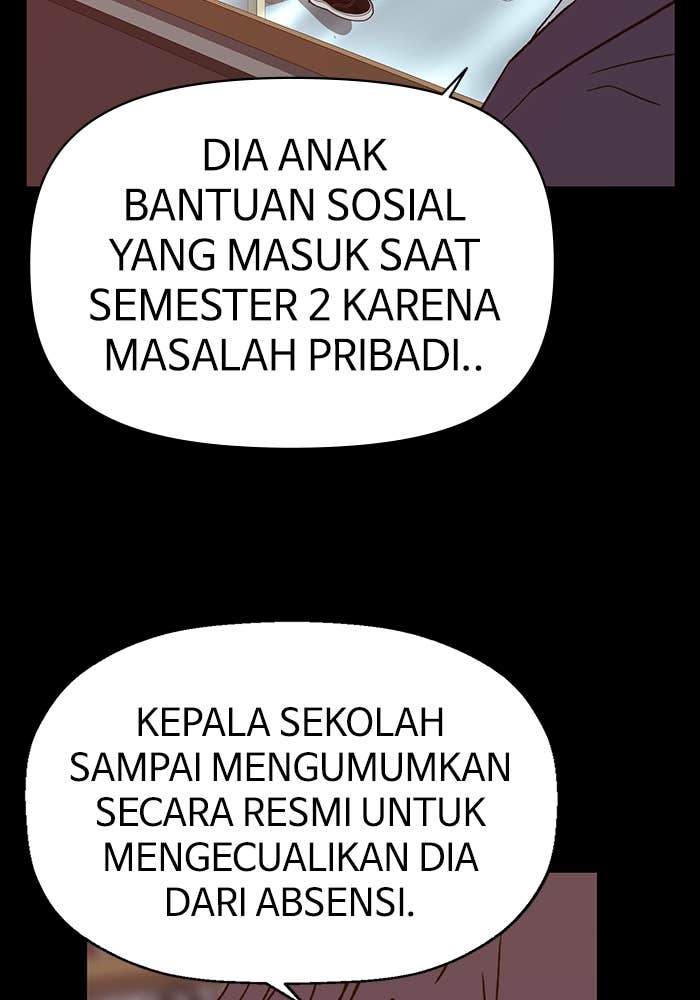 DIA ANAK
BANTUAN SOSIAL
YANG MASUK SAAT
SEMESTER 2 KARENA
MASALAH PRIBADI..
KEPALA SEKOLAH
SAMPAI MENGUMUMKAN
SECARA RESMI UNTUK
MENGECUALIKAN DIA
DARI ABSENSI.